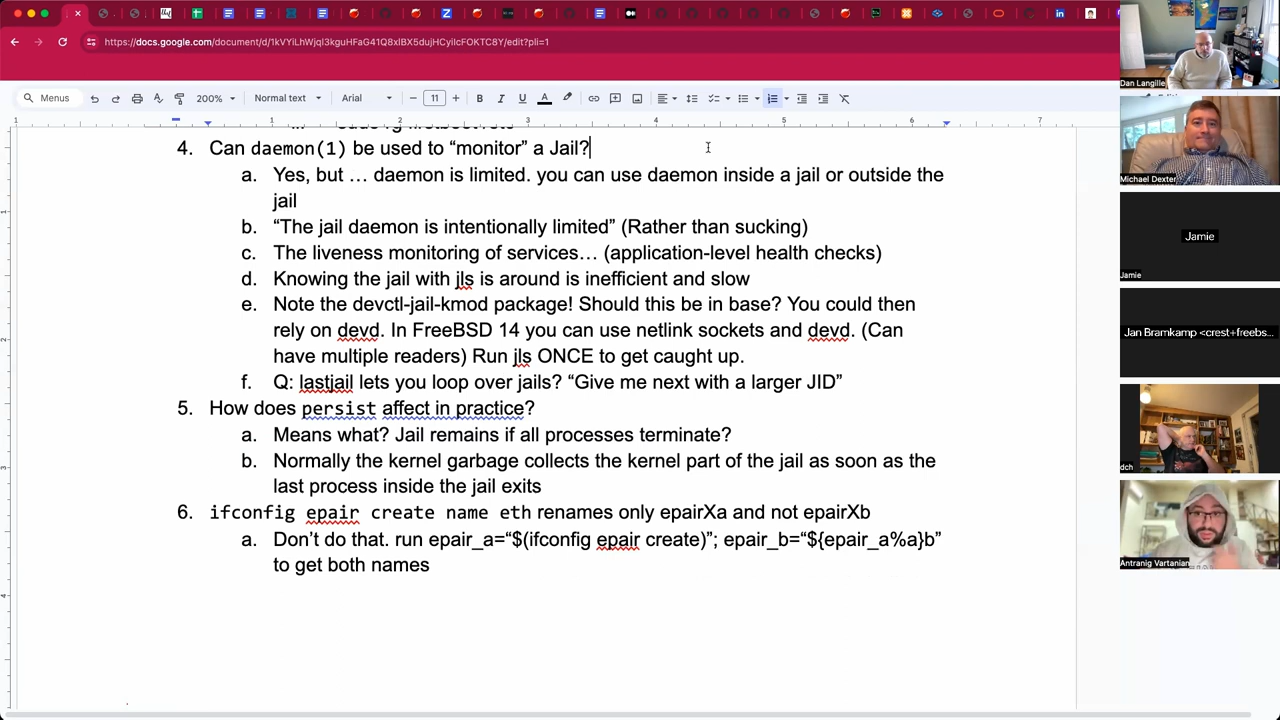 https://docs.google.com/document/d/1kVYiLhWjqI3kguHFaG41Q8xlBX5dujHCyiIcFOKTC8Y/edit?pli=1
Menus
200%
Normal text
Arial
11
1
1
2
3
4
5
6
7
4. Can daemon(1) be used to “monitor” a Jail?
a. Yes, but … daemon is limited. you can use daemon inside a jail or outside the
jail
b. “The jail daemon is intentionally limited” (Rather than sucking)
c. The liveness monitoring of services… (application-level health checks)
d. Knowing the jail with jls is around is inefficient and slow
e. Note the devctl-jail-kmod package! Should this be in base? You could then
rely on devd. In FreeBSD 14 you can use netlink sockets and devd. (Can
have multiple readers) Run jls ONCE to get caught up.
f. Q: lastjail lets you loop over jails? “Give me next with a larger JID”
5. How does persist affect in practice?
a. Means what? Jail remains if all processes terminate?
b. Normally the kernel garbage collects the kernel part of the jail as soon as the
last process inside the jail exits
6. ifconfig epair create name eth renames only epairXa and not epairXb
a. Don’t do that. run epair_a=“$(ifconfig epair create)”; epair_b=“${epair_a%a}b”
to get both names
Dan Langille
Michael Dexter
Jamie
Jamie
Jan Bramkamp <crest+freebs...
dch
Antranig Vartanian